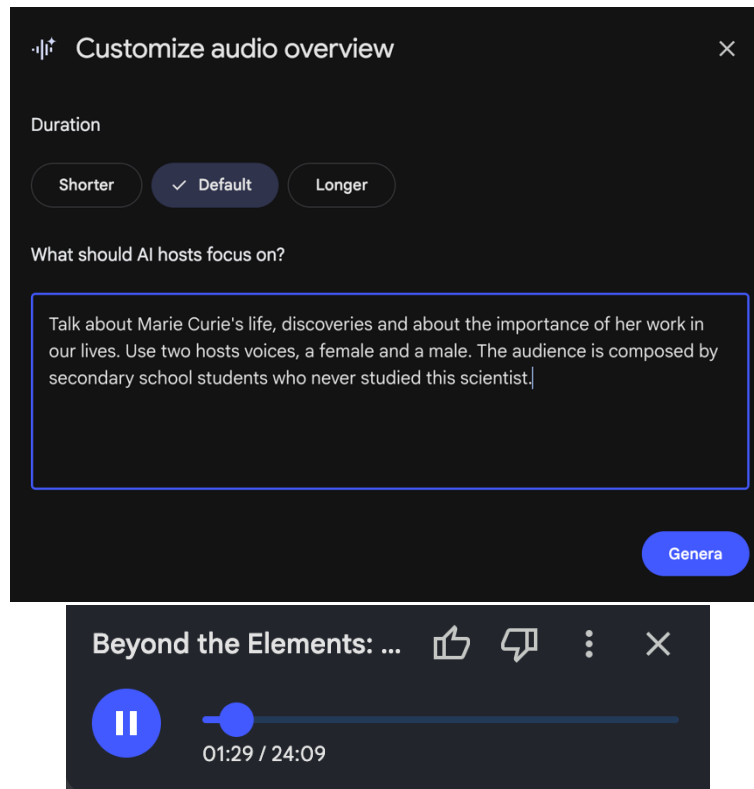 Customize audio overview
Duration
Shorter
Default
Longer
What should AI hosts focus on?
Talk about Marie Curie's life, discoveries and about the importance of her work in
our lives. Use two hosts voices, a female and a male. The audience is composed by
secondary school students who never studied this scientist.
Genera
Beyond the Elements: ...
01:29 / 24:09